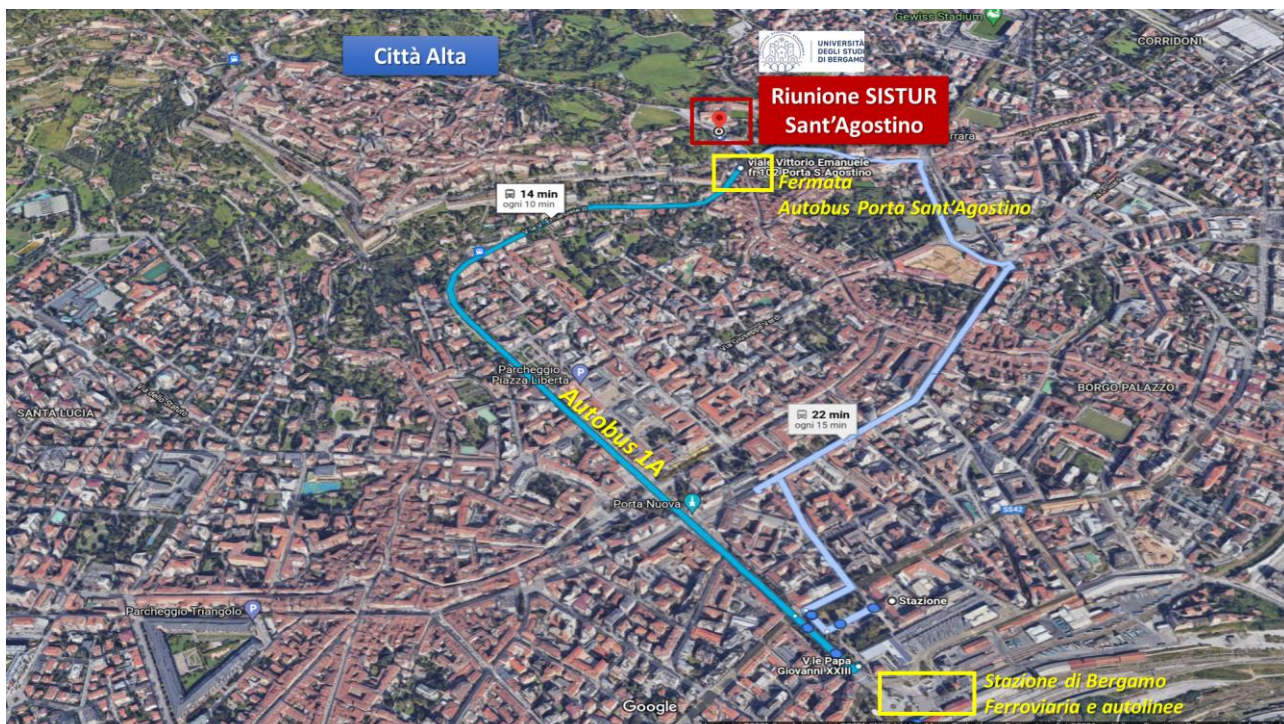 Gewiss Stadium
CORRIDONI
Città Alta
UNIVERSITÀ
DEGLI STUDI
DI BERGAMO
Riunione SISTUR
Sant'Agostino
rrara
viale Vittorio Emanuele
fr.102 Porta S.Agostino
Fermata
Autobus Porta Sant'Agostino
14 min
ogni 10 min
Parcheggio
Piazza Libertà
BORGO PALAZZO
SANTA LUCIA
22 min
ogni 15 min
Autobus 1A
Porta Nuova
SS42
Stazione
Parcheggio Triangolo
V.le Papa
Giovanni XXIII
Stazione di Bergamo
Ferroviaria e autolinee
Google